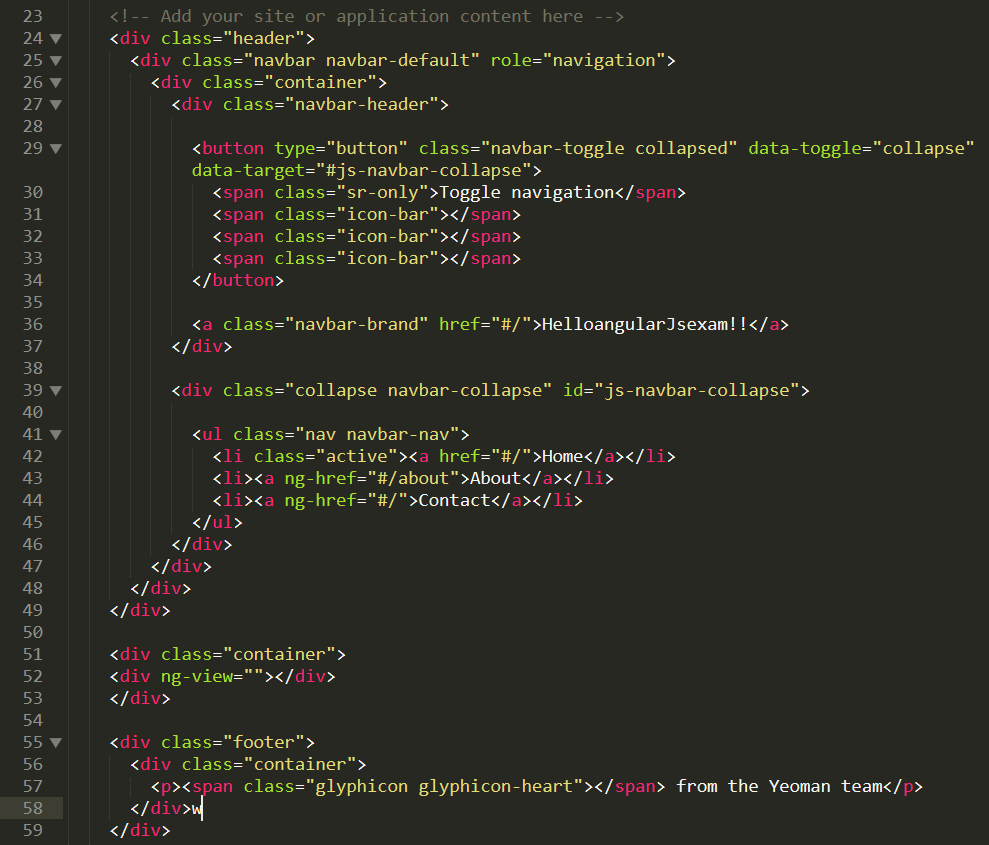 23 <!-- Add your site or application content here -->
24 <div class="header">
25 <div class="navbar navbar-default" role="navigation">
26 <div class="container">
27 <div class="navbar-header">
28
29 <button type="button" class="navbar-toggle collapsed" data-toggle="collapse"
data-target="#js-navbar-collapse">
30 <span class="sr-only">Toggle navigation</span>
31 <span class="icon-bar"></span>
32 <span class="icon-bar"></span>
33 <span class="icon-bar"></span>
34 </button>
35
36 <a class="navbar-brand" href="#/">HelloangularJsexam!!</a>
37 </div>
38
39 <div class="collapse navbar-collapse" id="js-navbar-collapse">
40
41 <ul class="nav navbar-nav">
42 <li class="active"><a href="#/">Home</a></li>
43 <li><a ng-href="#/about">About</a></li>
44 <li><a ng-href="#/">Contact</a></li>
45 </ul>
46 </div>
47 </div>
48 </div>
49 </div>
50
51 <div class="container">
52 <div ng-view=""></div>
53 </div>
54
55 <div class="footer">
56 <div class="container">
57 <p><span class="glyphicon glyphicon-heart"></span> from the Yeoman team</p>
58 </div>w
59 </div>